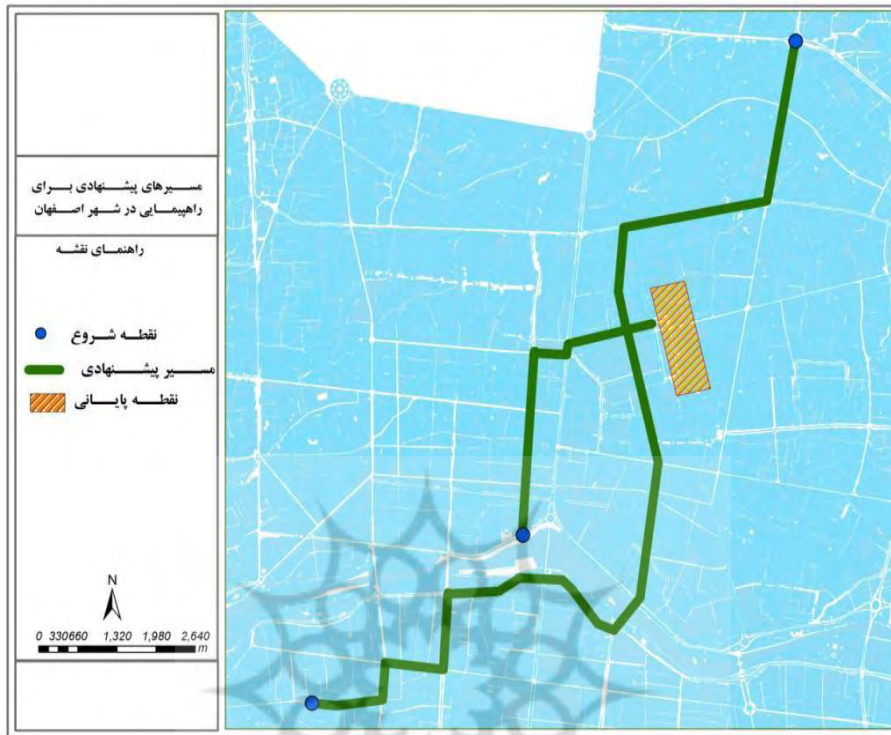 مسیرهای پیشنهادی برای
راهپیمایی در شهر اصفهان
راهنمای نقشه
نقطه شروع
مسیر پیشنهادی
نقطه پایانی
N
0 330660 1,320 1,980 2,640
m